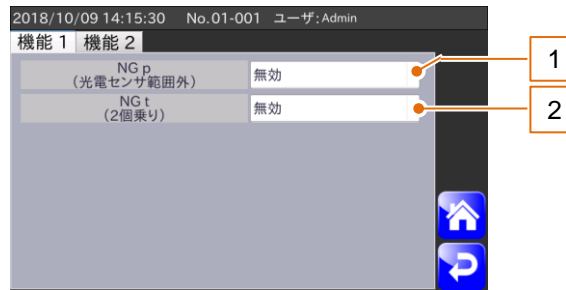 2018/10/09 14:15:30 No.01-001 ユーザ:Admin
機能 1 機能 2
NG p
(光電センサ範囲外)
無効
1
NG t
(2個乗り)
無効
2